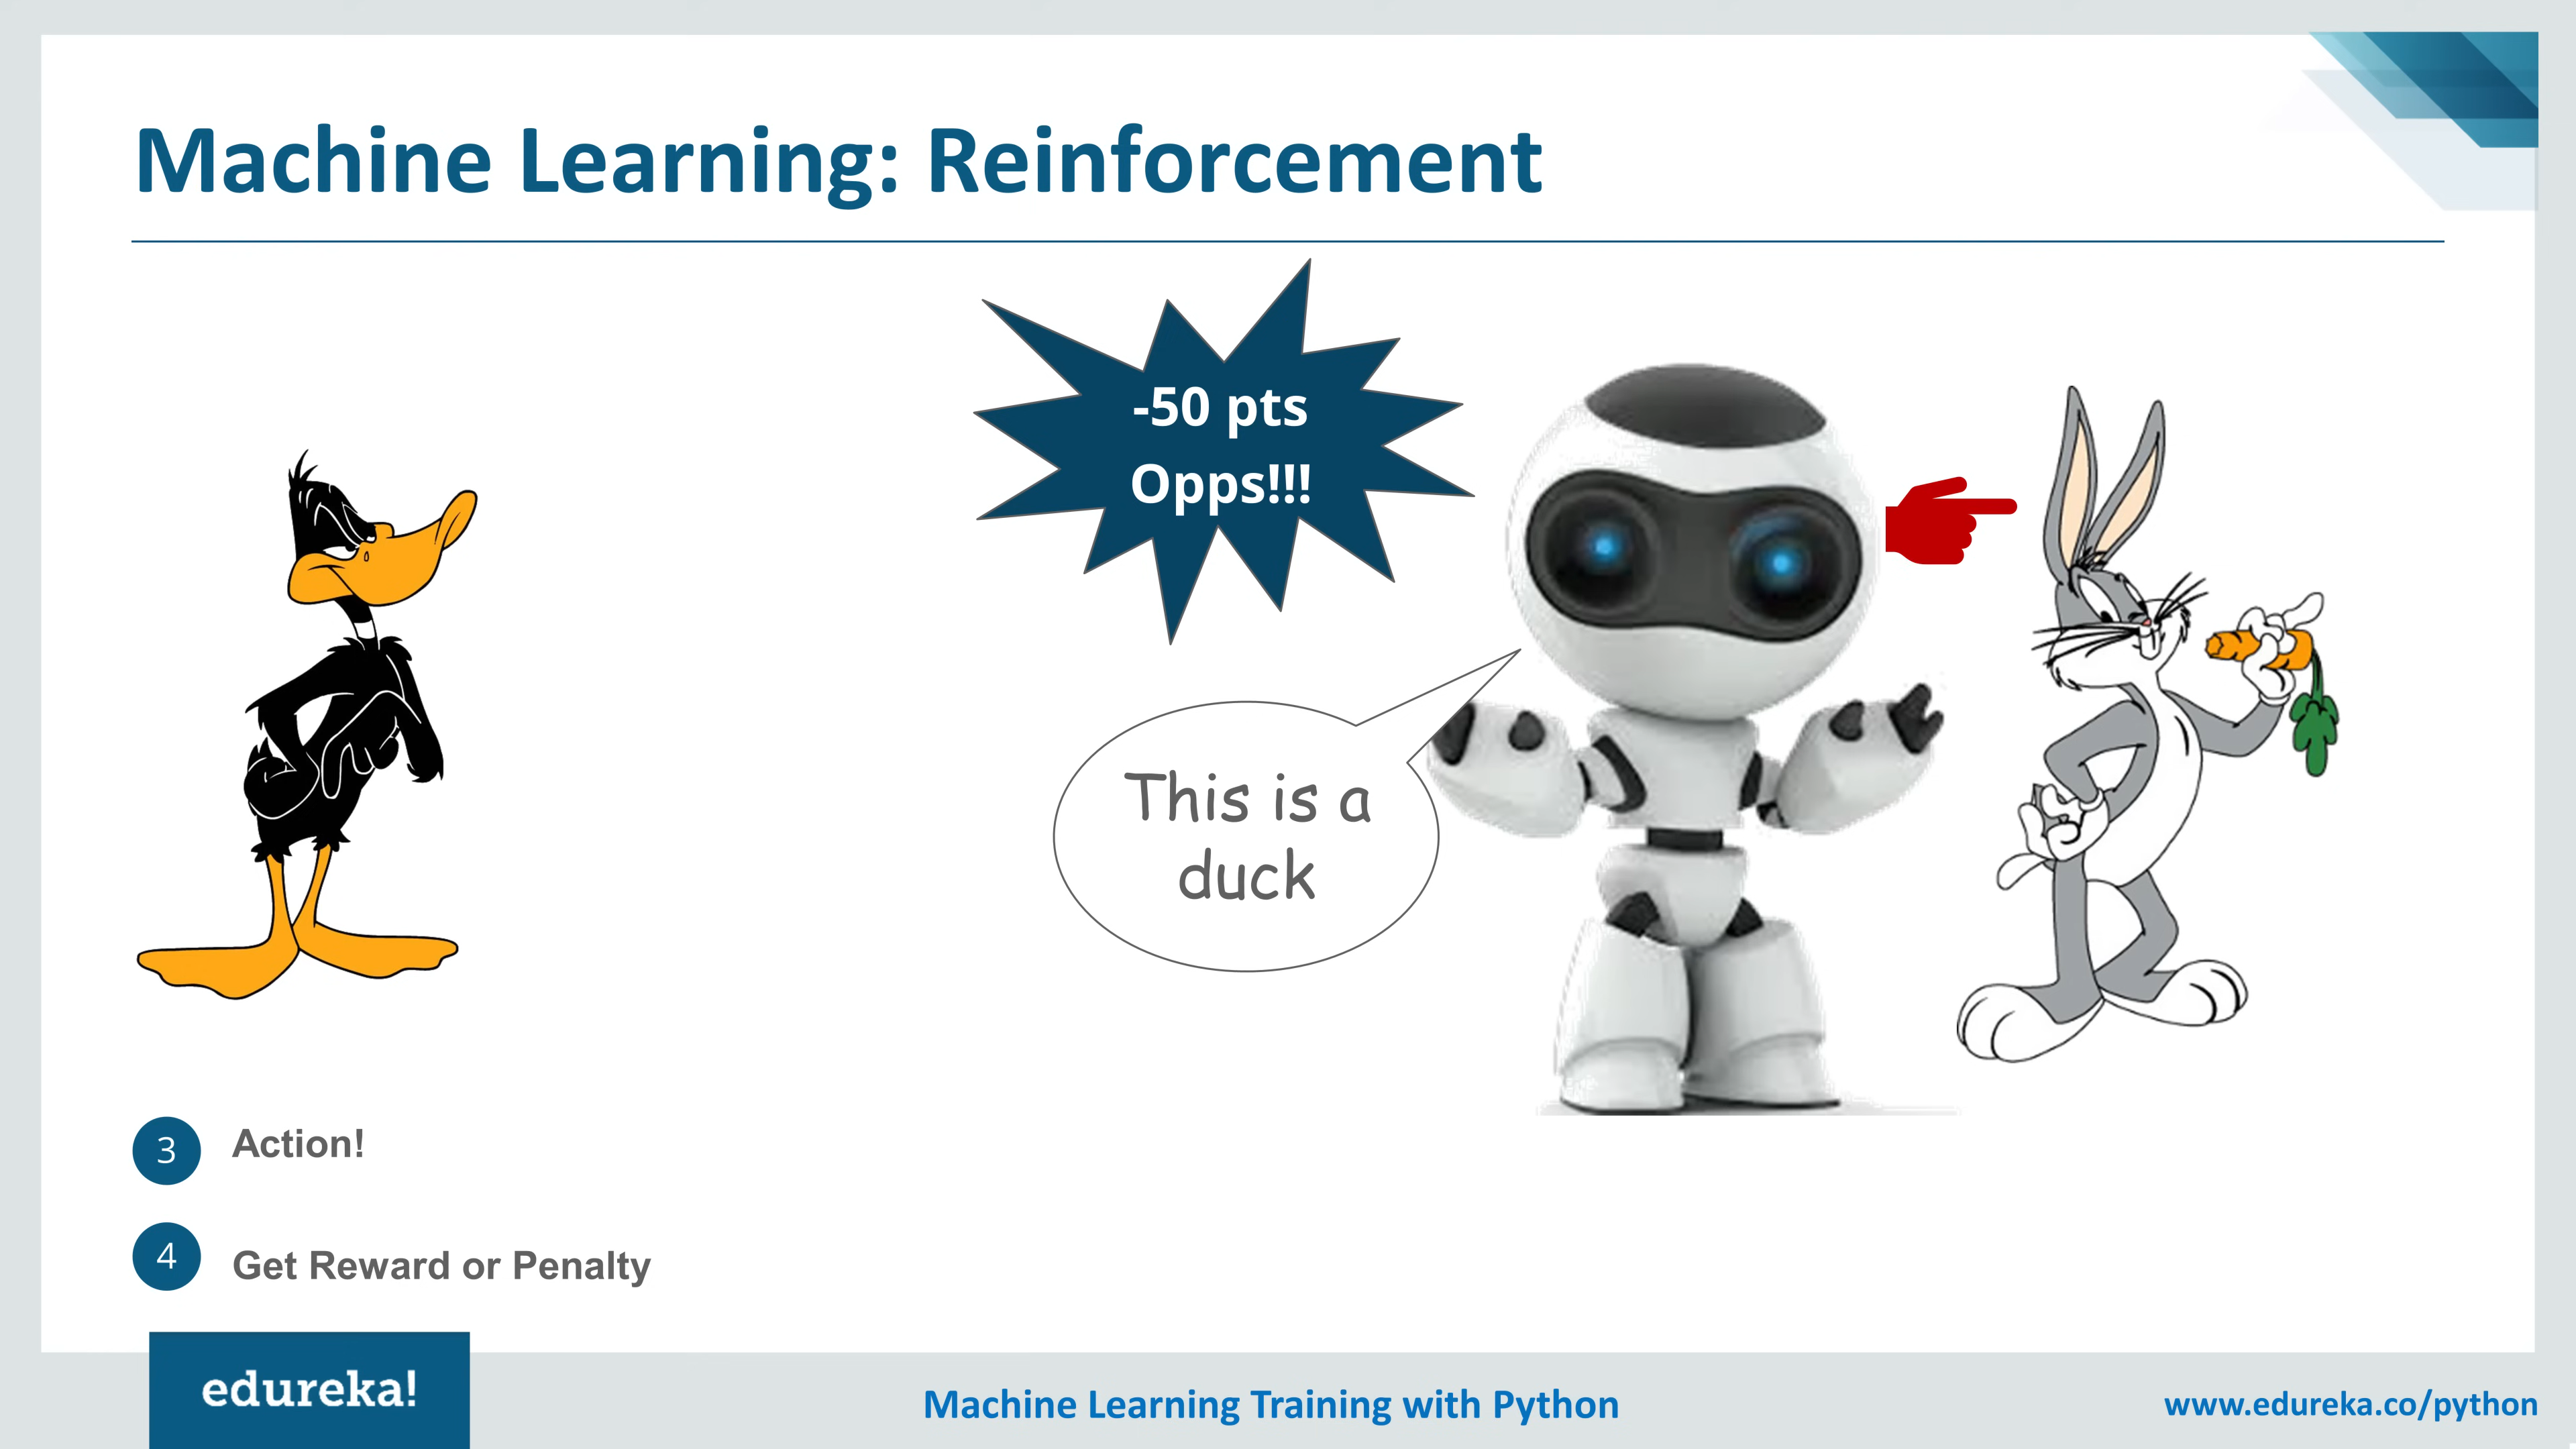 Machine Learning: Reinforcement
-50 pts
Opps!!!
This is a
duck
3 Action!
4 Get Reward or Penalty
edureka!
Machine Learning Training with Python
www.edureka.co/python